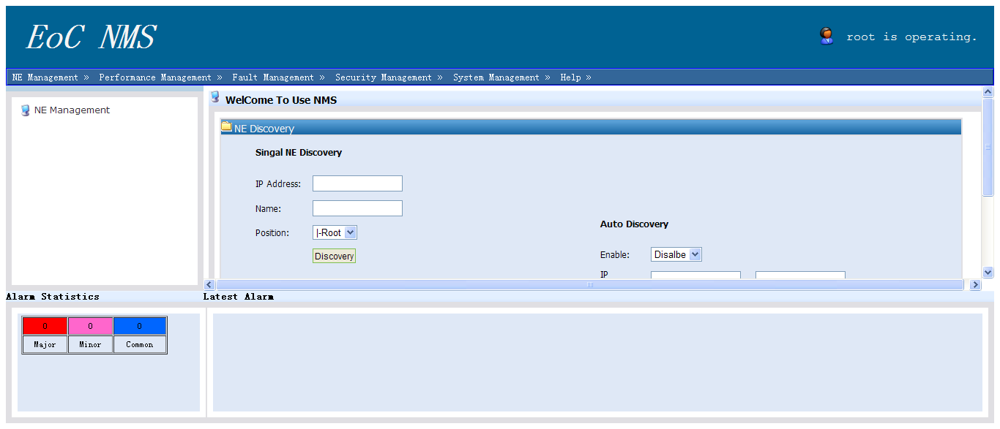 EoC NMS
root is operating.
NE Management » Performance Management » Fault Management » Security Management » System Management » Help »
NE Management
WelCome To Use NMS
NE Discovery
Singal NE Discovery
IP Address:
Name:
Position: |-Root
Discovery
Auto Discovery
Enable: Disalbe
IP
Alarm Statistics
Latest Alarm
0 0 0
Major Minor Common